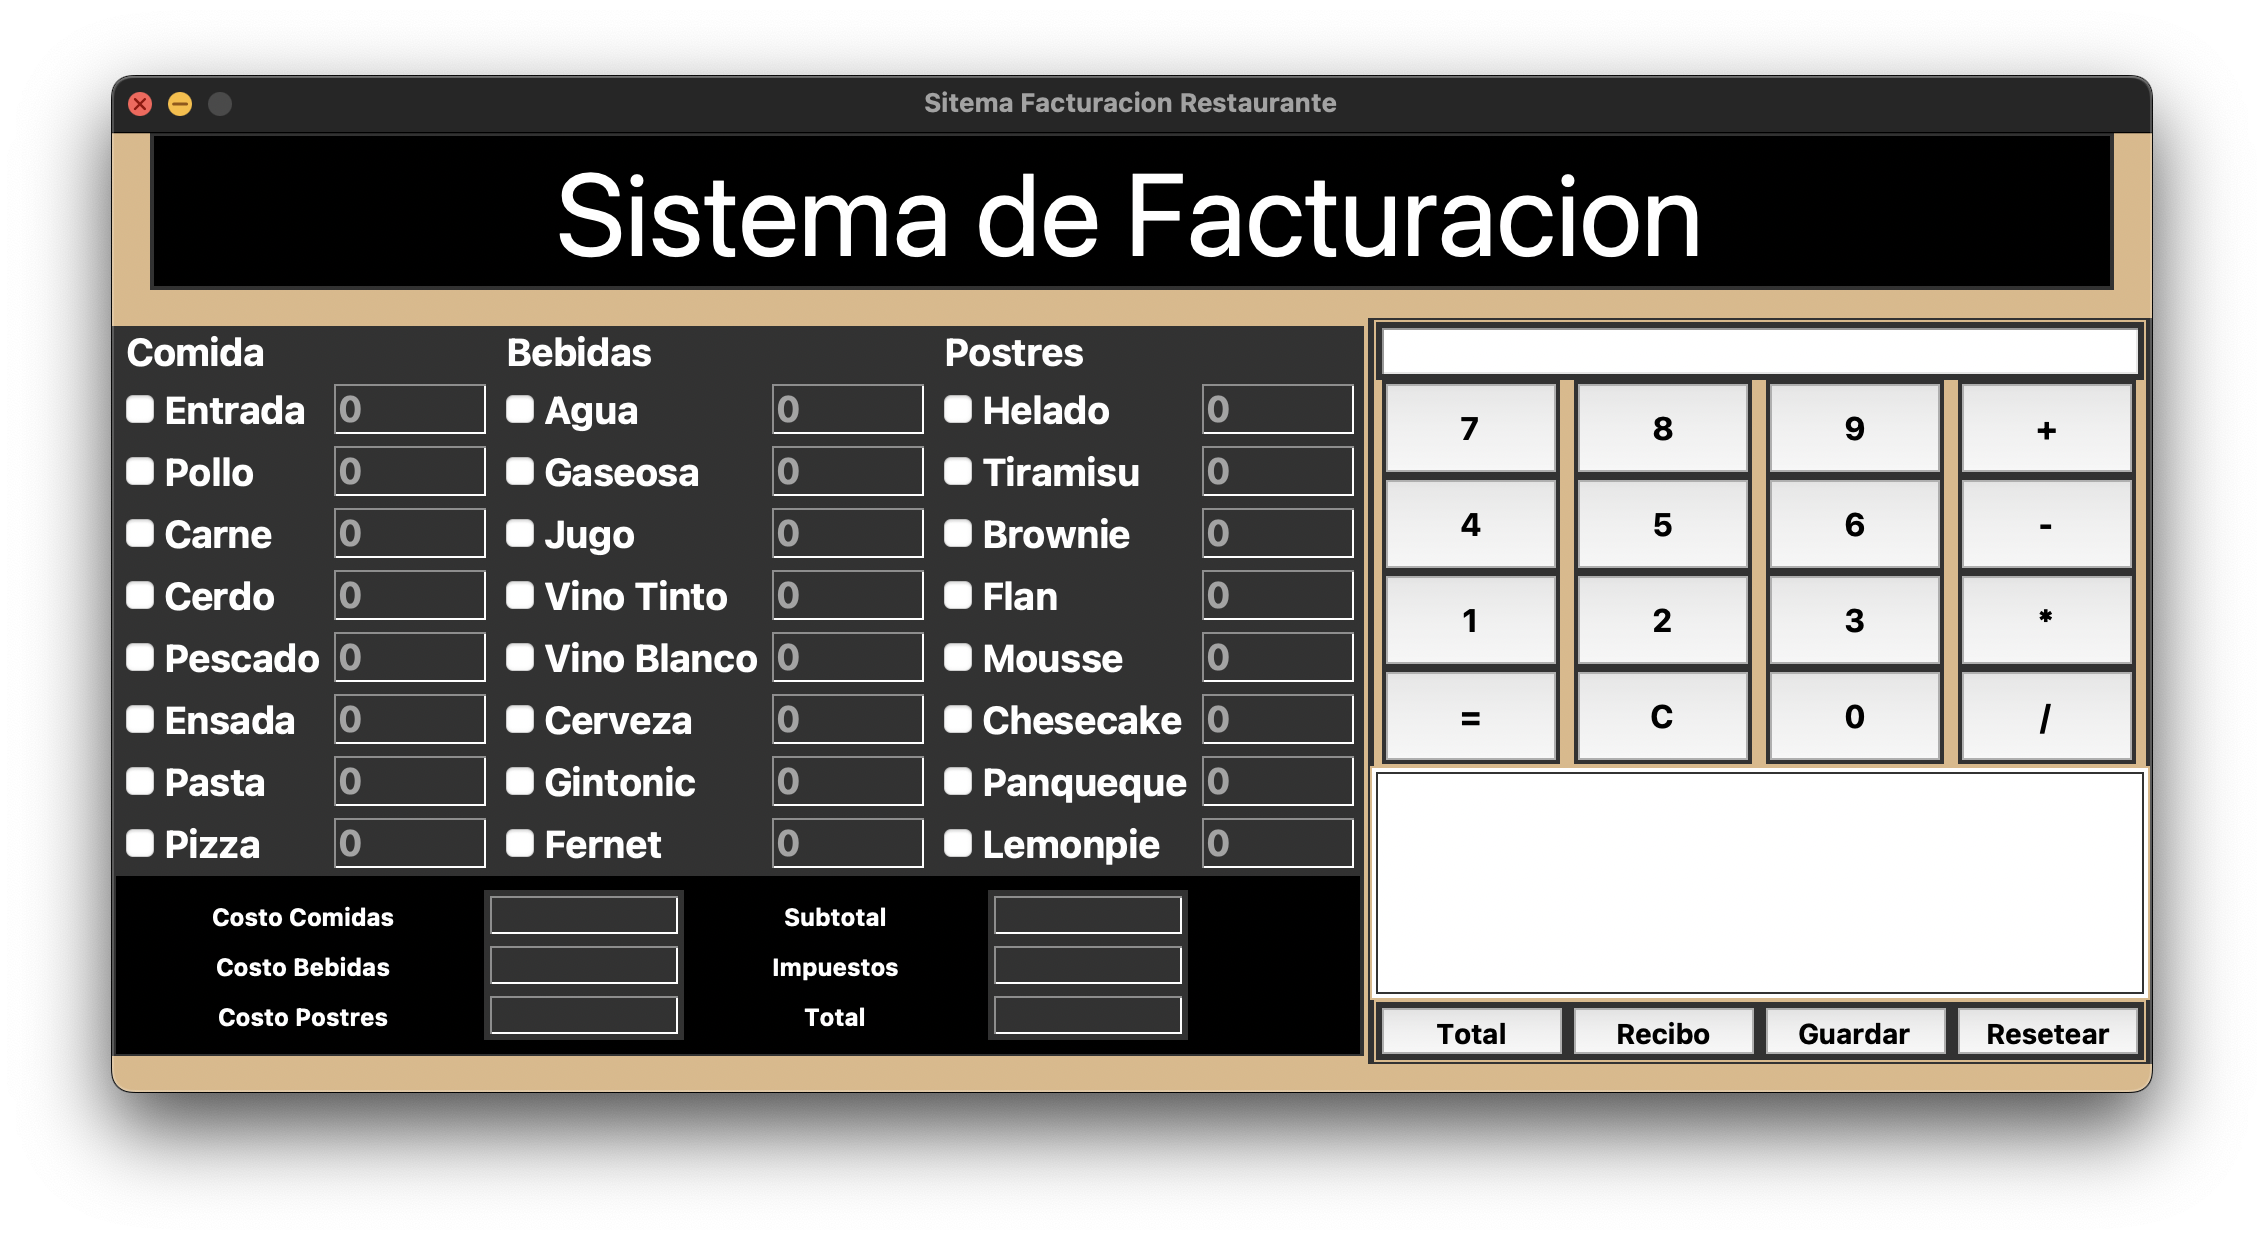 Sitema Facturacion Restaurante
Sistema de Facturacion
Comida Bebidas Postres
Entrada 0 Agua 0 Helado 0
Pollo 0 Gaseosa 0 Tiramisu 0
Carne 0 Jugo 0 Brownie 0
Cerdo 0 Vino Tinto 0 Flan 0
Pescado 0 Vino Blanco 0 Mousse 0
Ensada 0 Cerveza 0 Chesecake 0
Pasta 0 Gintonic 0 Panqueque 0
Pizza 0 Fernet 0 Lemonpie 0
Costo Comidas Subtotal
Costo Bebidas Impuestos
Costo Postres Total
7 8 9 +
4 5 6 -
1 2 3 *
= C 0 /
Total Recibo Guardar Resetear